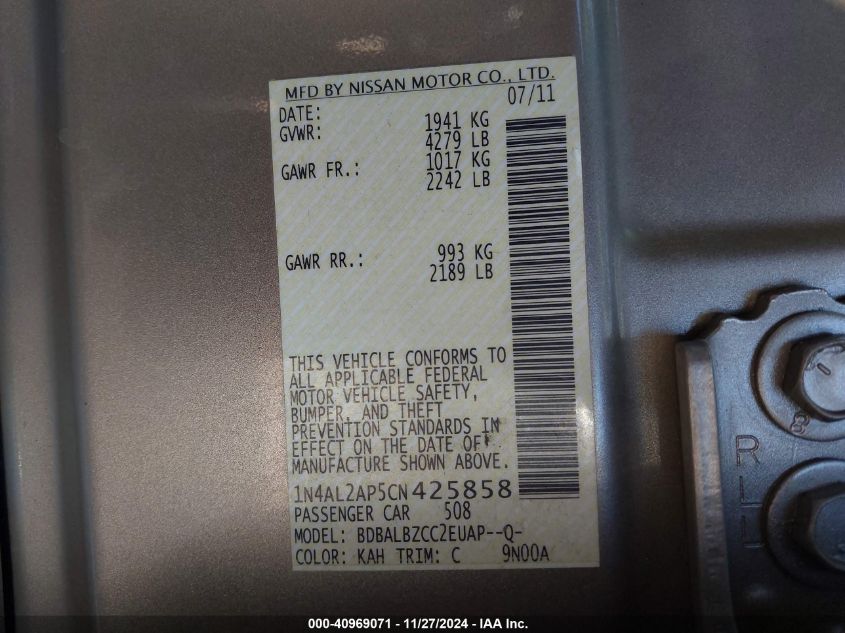 MFD BY NISSAN MOTOR CO., LTD.
DATE: 07/11
GVWR: 1941 KG
4279 LB
GAWR FR.: 1017 KG
2242 LB
GAWR RR.: 993 KG
2189 LB
THIS VEHICLE CONFORMS TO
ALL APPLICABLE FEDERAL
MOTOR VEHICLE SAFETY,
BUMPER, AND THEFT
PREVENTION STANDARDS IN
EFFECT ON THE DATE OF
MANUFACTURE SHOWN ABOVE.
1N4AL2AP5CN425858
PASSENGER CAR 508
MODEL: BDBALBZCC2EUAP--Q-
COLOR: KAH TRIM: C 9N00A
8
RLU
000-40969071 - 11/27/2024 - IAA Inc.